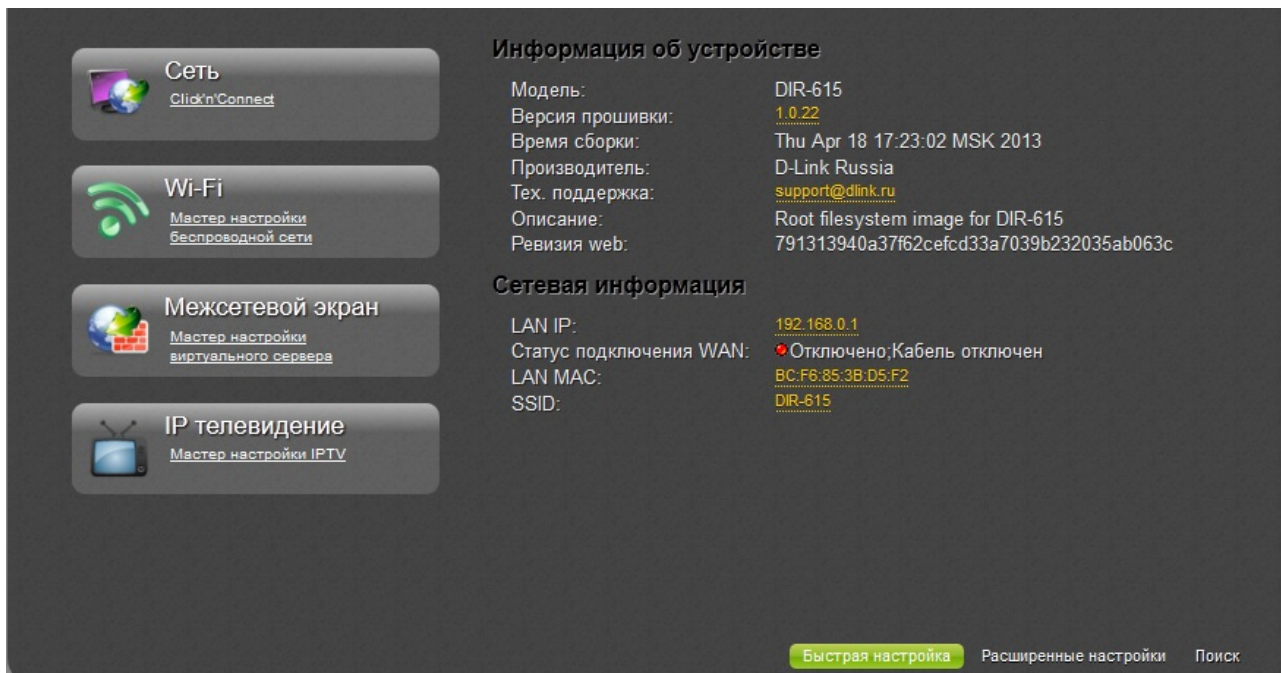 Сеть
Click'n'Connect
Wi-Fi
Мастер настройки
беспроводной сети
Межсетевой экран
Мастер настройки
виртуального сервера
IP телевидение
Мастер настройки IPTV
Информация об устройстве
Модель: DIR-615
Версия прошивки: 1.0.22
Время сборки: Thu Apr 18 17:23:02 MSK 2013
Производитель: D-Link Russia
Тех. поддержка: support@dlink.ru
Описание: Root filesystem image for DIR-615
Ревизия web: 791313940a37f62cefcd33a7039b232035ab063c
Сетевая информация
LAN IP: 192.168.0.1
Статус подключения WAN: Отключено;Кабель отключен
LAN MAC: BC:F6:85:3B:D5:F2
SSID: DIR-615
Быстрая настройка Расширенные настройки Поиск